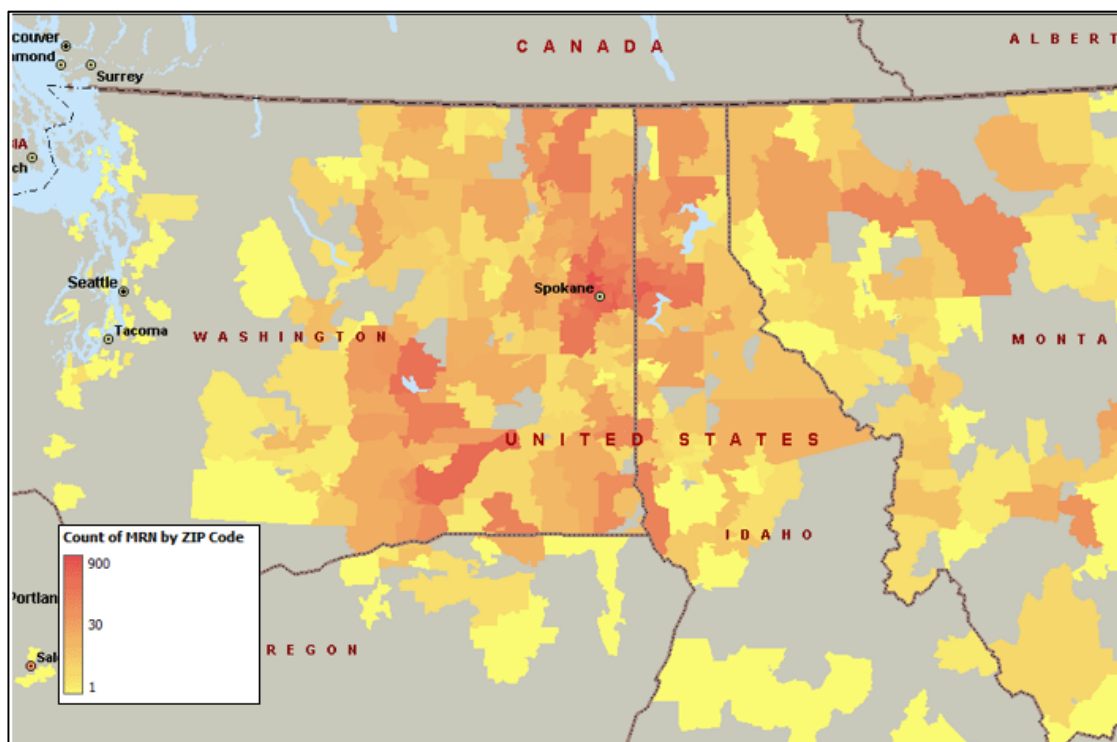 CANADA
ALBERT
couver
mond
Surrey
IA
ch
Seattle
Spokane
Tacoma
WASHINGTON
MONTA
UNITED STATES
IDAHO
Count of MRN by ZIP Code
900
30
1
Portlan
REGON
Sal